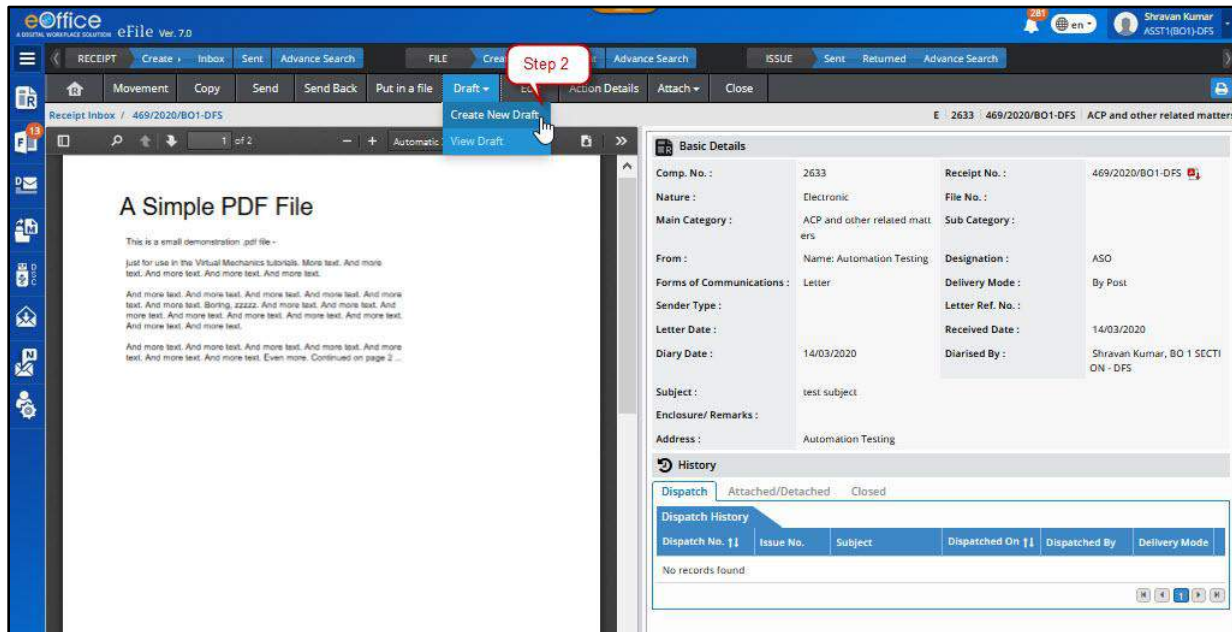 eOffice
A DIGITAL WORKPLACE SOLUTION
eFile Ver. 7.0
281
en
Shravan Kumar
ASST1(BO1)-DFS
RECEIPT Create Inbox Sent Advance Search FILE Advance Search ISSUE Sent Returned Advance Search
Step 2
Movement Copy Send Send Back Put in a file Draft Action Details Attach Close
Receipt Inbox / 469/2020/BO1-DFS
Create New Draft
View Draft
E 2633 469/2020/BO1-DFS ACP and other related matters
13
1 of 2 Automatic
A Simple PDF File
This is a small demonstration .pdf file -
just for use in the Virtual Mechanics tutorials. More text. And more
text. And more text. And more text. And more text.
And more text. And more text. And more text. And more text. And more
text. And more text. Boring, zzzzz. And more text. And more text. And
more text. And more text. And more text. And more text. And more text.
And more text. And more text.
And more text. And more text. And more text. And more text. And more
text. And more text. And more text. Even more. Continued on page 2 ...
Basic Details
Comp. No. : 2633 Receipt No. : 469/2020/BO1-DFS
Nature : Electronic File No. :
Main Category : ACP and other related matt Sub Category :
ers
From : Name: Automation Testing Designation : ASO
Forms of Communications : Letter Delivery Mode : By Post
Sender Type : Letter Ref. No. :
Letter Date : Received Date : 14/03/2020
Diary Date : 14/03/2020 Diarised By : Shravan Kumar, BO 1 SECTI
ON - DFS
Subject : test subject
Enclosure/ Remarks :
Address : Automation Testing
History
Dispatch Attached/Detached Closed
Dispatch History
Dispatch No. Issue No. Subject Dispatched On Dispatched By Delivery Mode
No records found
1